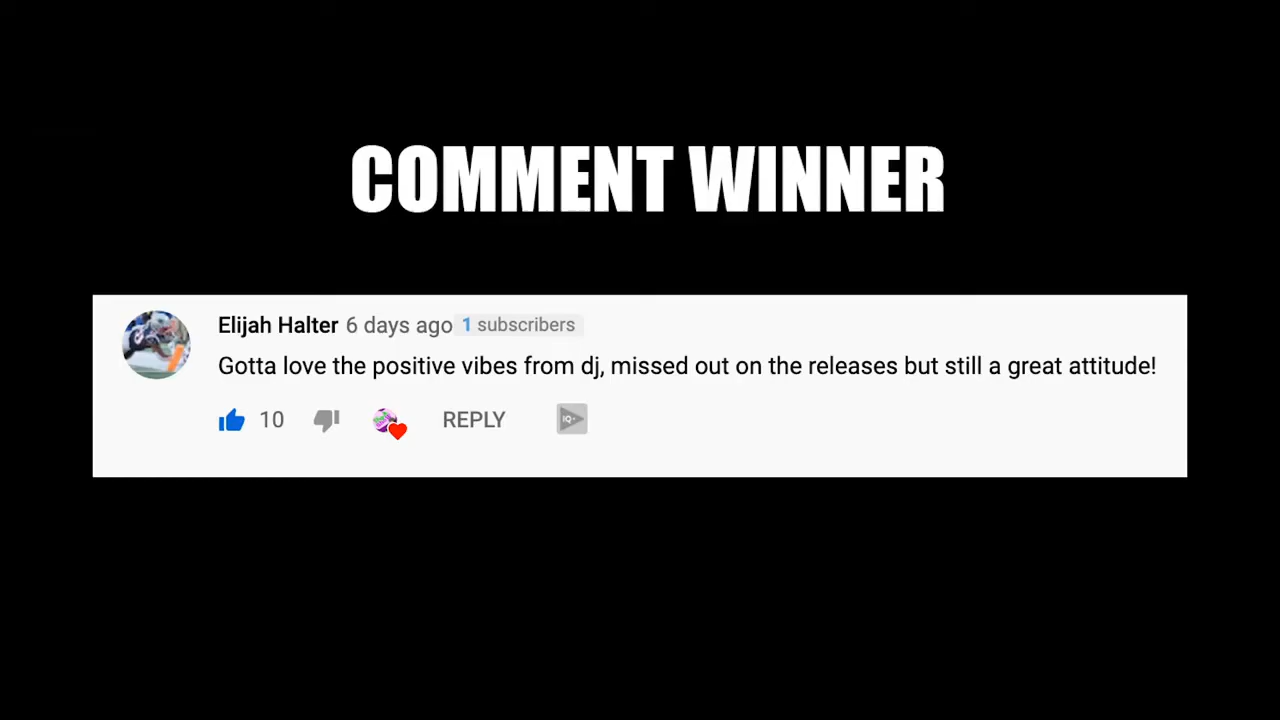 COMMENT WINNER
Elijah Halter 6 days ago 1 subscribers
Gotta love the positive vibes from dj, missed out on the releases but still a great attitude!
10 REPLY IQ